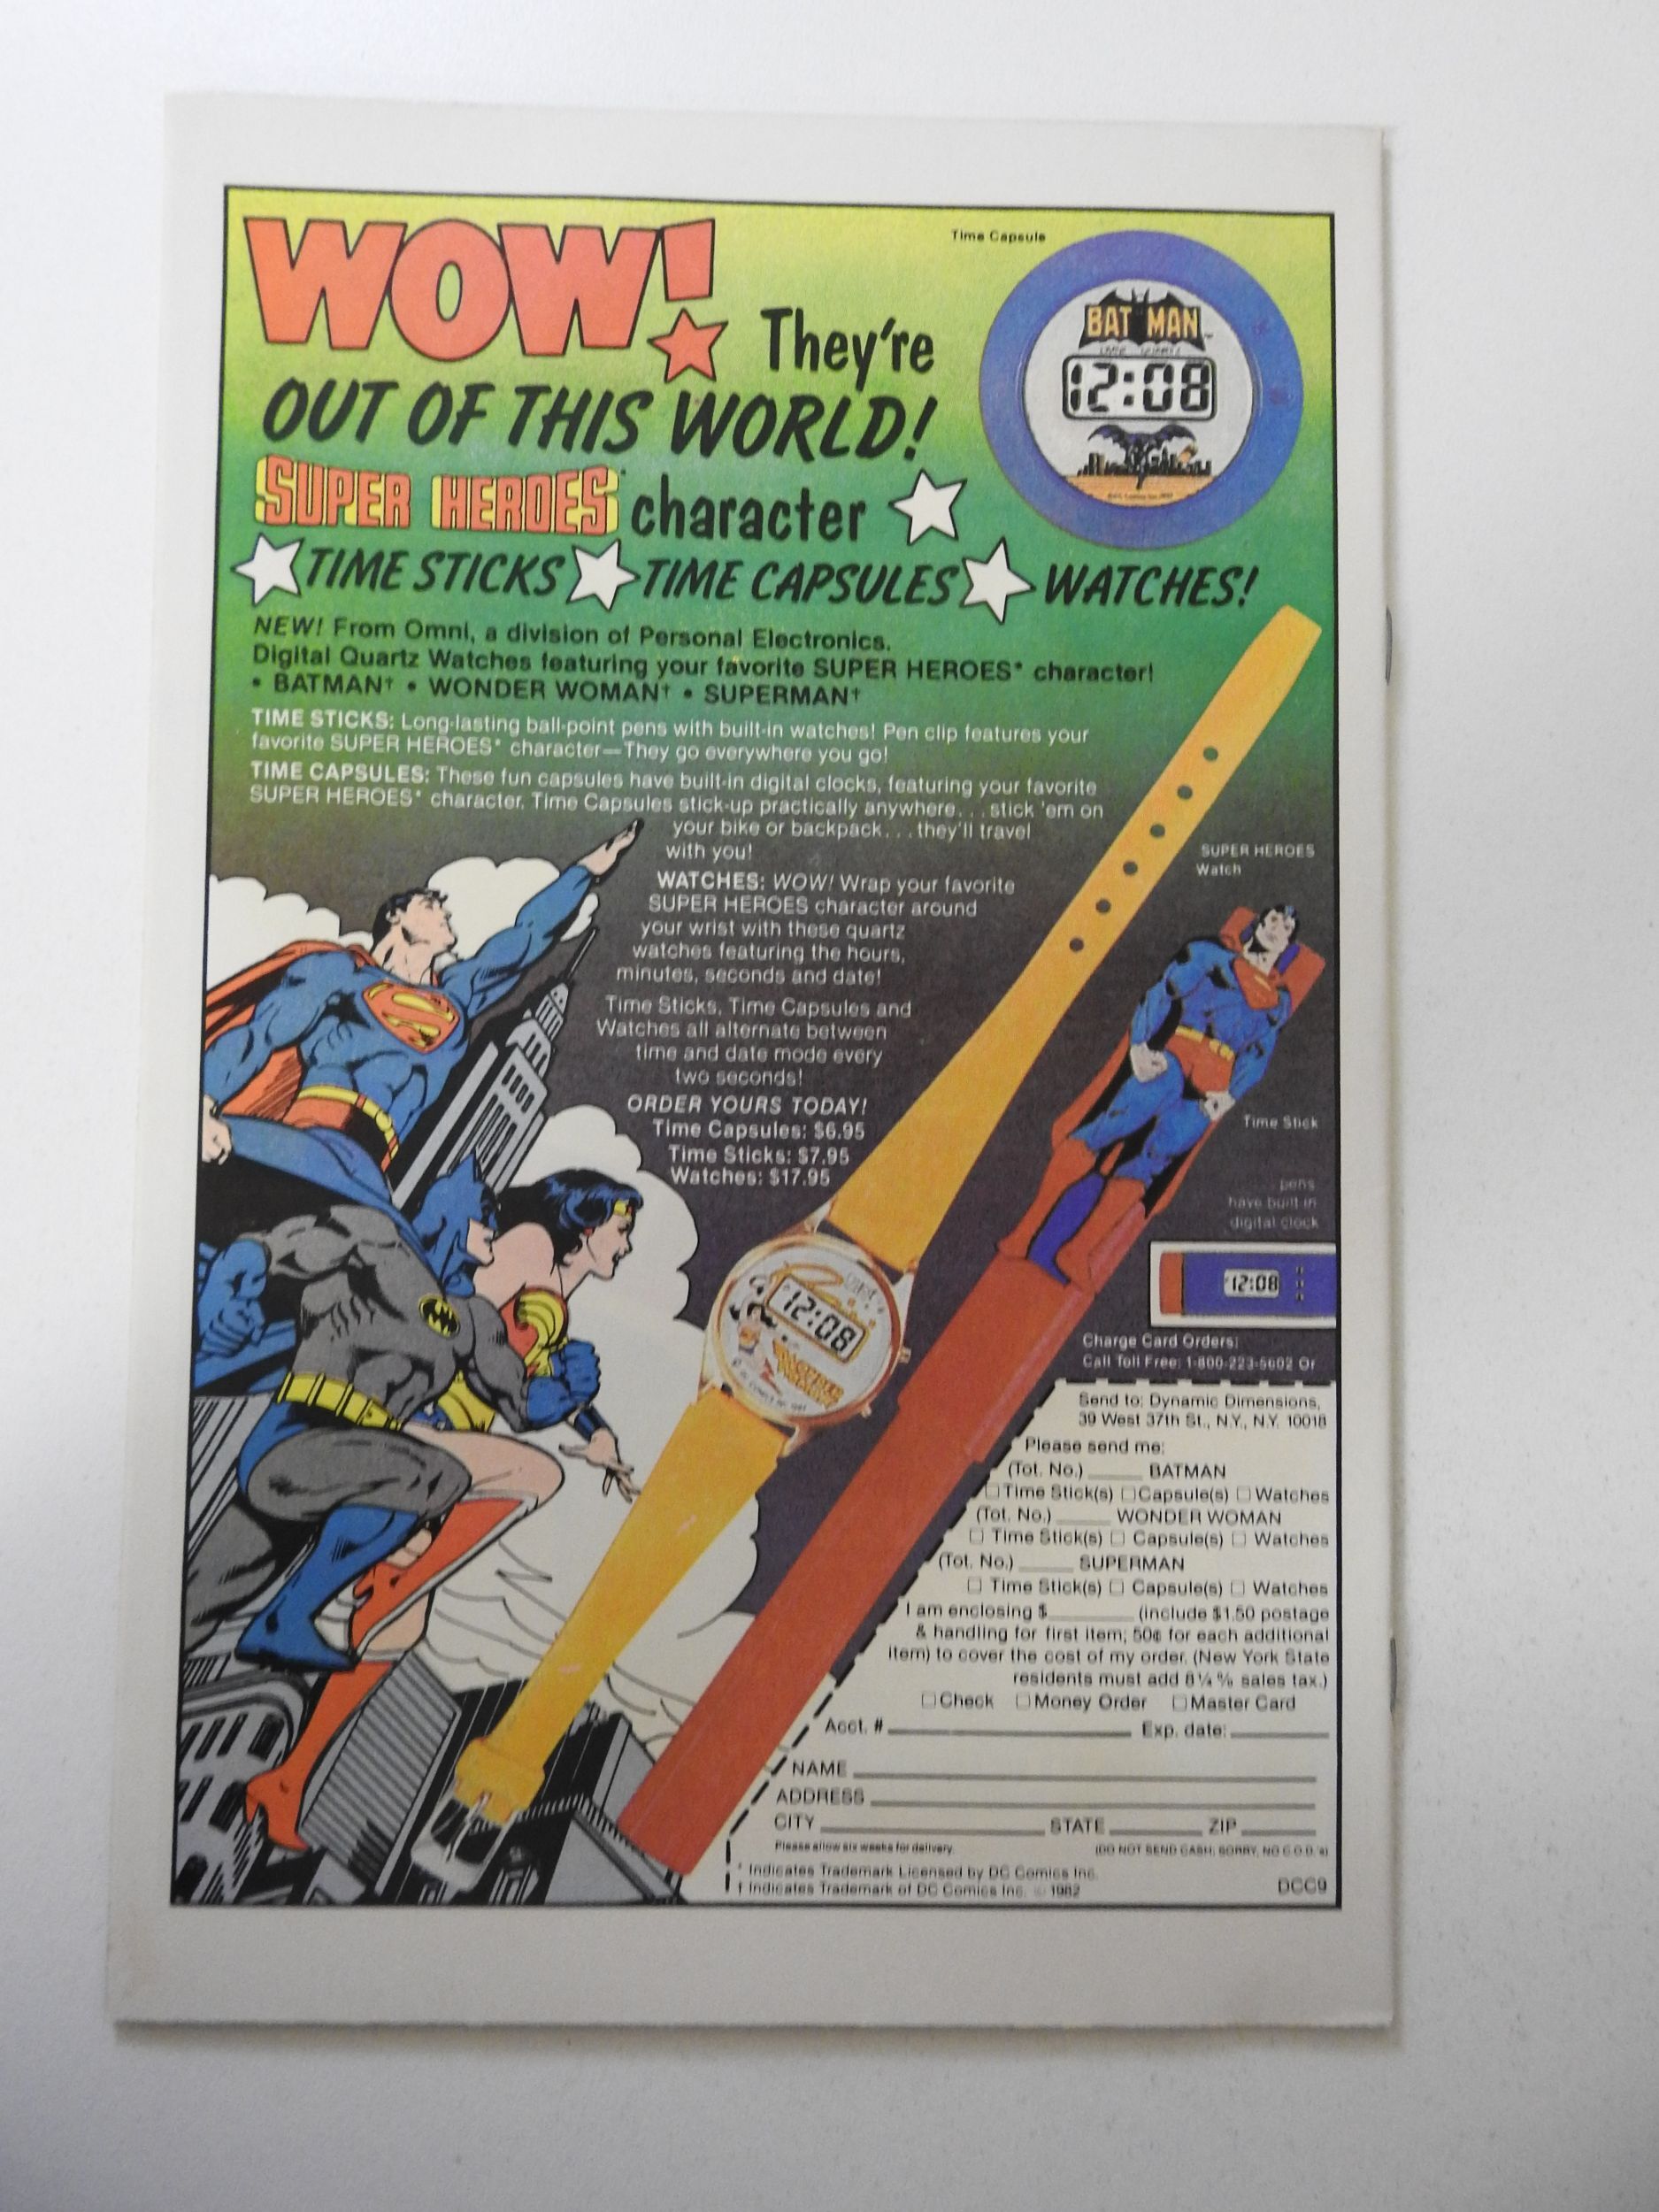 Time Capsule
WOW! They're
OUT OF THIS WORLD!
SUPER HEROES* character
TIME STICKS TIME CAPSULES WATCHES!
BATMAN
12:08
NEW! From Omni, a division of Personal Electronics.
Digital Quartz Watches featuring your favorite SUPER HEROES* character!
• BATMAN† • WONDER WOMAN† • SUPERMAN†
TIME STICKS: Long-lasting ball-point pens with built-in watches! Pen clip features your
favorite SUPER HEROES* character—They go everywhere you go!
TIME CAPSULES: These fun capsules have built-in digital clocks, featuring your favorite
SUPER HEROES* character. Time Capsules stick-up practically anywhere... stick 'em on
your bike or backpack... they'll travel
with you!
WATCHES: WOW! Wrap your favorite
SUPER HEROES character around
your wrist with these quartz
watches featuring the hours,
minutes, seconds and date!
Time Sticks, Time Capsules and
Watches all alternate between
time and date mode every
two seconds!
ORDER YOURS TODAY!
Time Capsules: $6.95
Time Sticks: $7.95
Watches: $17.95
SUPER HEROES
Watch
Time Stick
pens
have built-in
digital clock
12:08
12:08
Charge Card Orders:
Call Toll Free: 1-800-223-5602 Or
Send to: Dynamic Dimensions,
39 West 37th St., N.Y., N.Y. 10018
Please send me:
(Tot. No.) ______ BATMAN
☐ Time Stick(s) ☐ Capsule(s) ☐ Watches
(Tot. No.) ______ WONDER WOMAN
☐ Time Stick(s) ☐ Capsule(s) ☐ Watches
(Tot. No.) ______ SUPERMAN
☐ Time Stick(s) ☐ Capsule(s) ☐ Watches
I am enclosing $________ (include $1.50 postage
& handling for first item; 50¢ for each additional
item) to cover the cost of my order. (New York State
residents must add 8¼% sales tax.)
☐ Check ☐ Money Order ☐ Master Card
Acct. # ____________ Exp. date: ________
NAME ____________
ADDRESS ____________
CITY ____________ STATE ________ ZIP ________
Please allow six weeks for delivery. (DO NOT SEND CASH; SORRY, NO C.O.D.'s)
* Indicates Trademark Licensed by DC Comics Inc.
† Indicates Trademark of DC Comics Inc. © 1982
DCC9